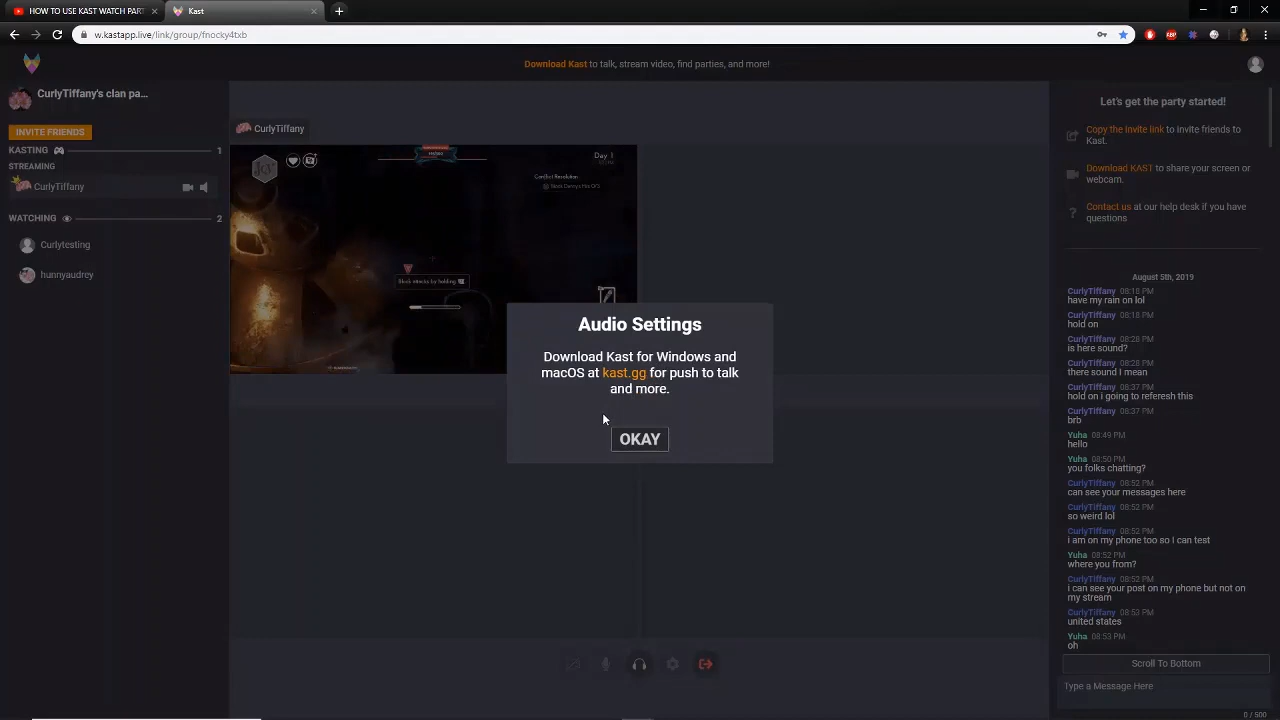 HOW TO USE KAST WATCH PART
Kast
w.kastapp.live/link/group/fnocky4txb
Download Kast to talk, stream video, find parties, and more!
CurlyTiffany's clan pa...
INVITE FRIENDS
KASTING 1
STREAMING
CurlyTiffany
WATCHING 2
Curlytesting
hunnyaudrey
CurlyTiffany
Day 1
Conflict Resolution
Block attacks by holding
Audio Settings
Download Kast for Windows and
macOS at kast.gg for push to talk
and more.
OKAY
Let's get the party started!
Copy the invite link to invite friends to
Kast.
Download KAST to share your screen or
webcam.
Contact us at our help desk if you have
questions
August 5th, 2019
CurlyTiffany 08:18 PM
have my rain on lol
CurlyTiffany 08:18 PM
hold on
CurlyTiffany 08:28 PM
is here sound?
CurlyTiffany 08:28 PM
there sound I mean
CurlyTiffany 08:37 PM
hold on i going to referesh this
CurlyTiffany 08:37 PM
brb
Yuha 08:49 PM
hello
Yuha 08:50 PM
you folks chatting?
CurlyTiffany 08:52 PM
can see your messages here
CurlyTiffany 08:52 PM
so weird lol
CurlyTiffany 08:52 PM
i am on my phone too so I can test
Yuha 08:52 PM
where you from?
CurlyTiffany 08:52 PM
i can see your post on my phone but not on
my stream
CurlyTiffany 08:53 PM
united states
Yuha 08:53 PM
oh
Scroll To Bottom
Type a Message Here
0 / 500